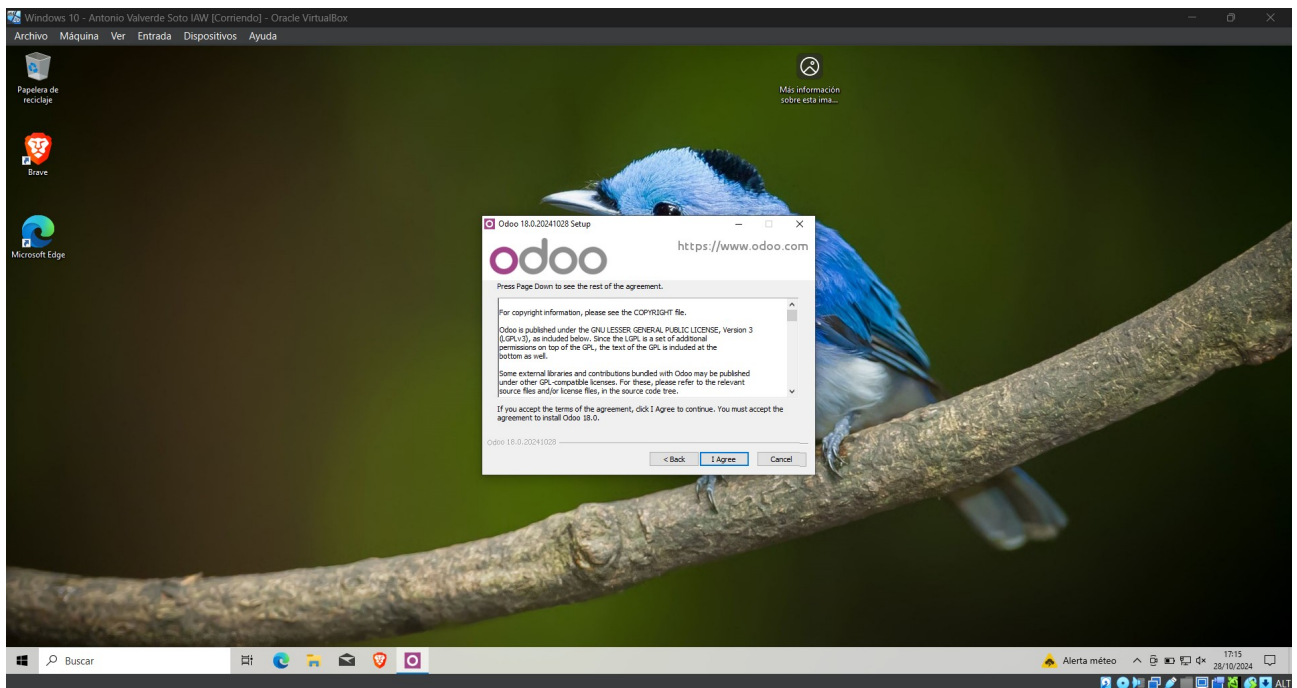 Windows 10 - Antonio Valverde Soto IAW [Corriendo] - Oracle VirtualBox
Archivo Máquina Ver Entrada Dispositivos Ayuda
Papelera de
reciclaje
Más información
sobre esta ima...
Brave
Microsoft Edge
Odoo 18.0.20241028 Setup
odoo
https://www.odoo.com
Press Page Down to see the rest of the agreement.
For copyright information, please see the COPYRIGHT file.
Odoo is published under the GNU LESSER GENERAL PUBLIC LICENSE, Version 3
(LGPLv3), as included below. Since the LGPL is a set of additional
permissions on top of the GPL, the text of the GPL is included at the
bottom as well.
Some external libraries and contributions bundled with Odoo may be published
under other GPL-compatible licenses. For these, please refer to the relevant
source files and/or license files, in the source code tree.
If you accept the terms of the agreement, click I Agree to continue. You must accept the
agreement to install Odoo 18.0.
Odoo 18.0.20241028
< Back I Agree Cancel
Buscar
Alerta méteo
17:15
28/10/2024
ALT